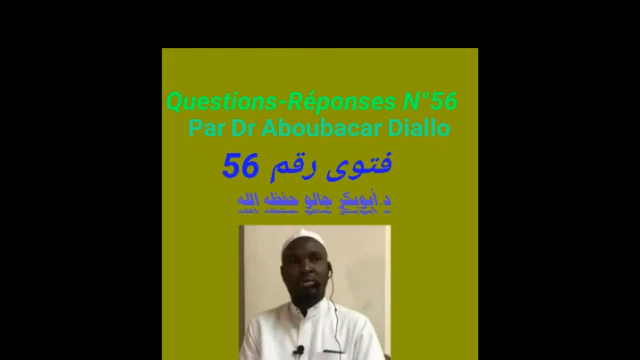 Questions-Réponses N°56
Par Dr Aboubacar Diallo
فتوى رقم 56
د أبوبكر جالو حفظه الله